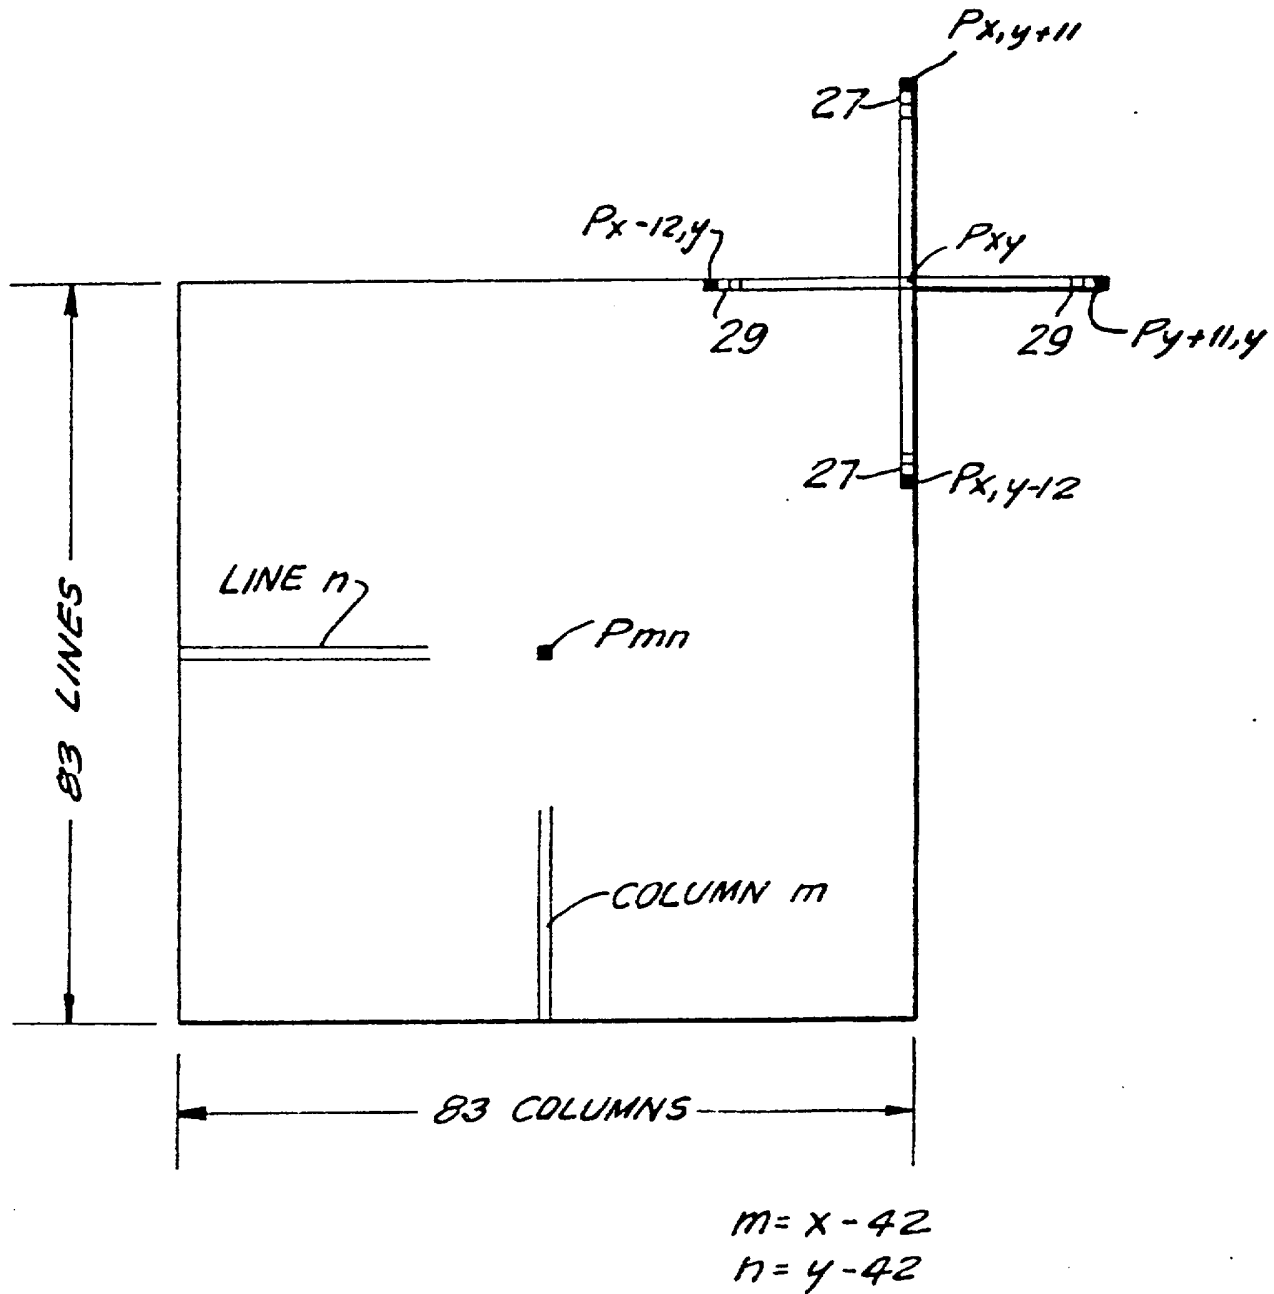 Px,y+11
27
Px-12,y
Pxy
29
29
Py+11,y
27
Px,y-12
LINE n
Pmn
83 LINES
COLUMN m
83 COLUMNS
m= x-42
n= y-42